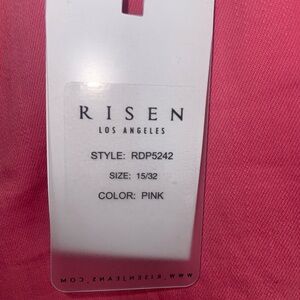 RISEN
LOS ANGELES
STYLE: RDP5242
SIZE: 15/32
COLOR: PINK
WWW.RISENJEANS.COM